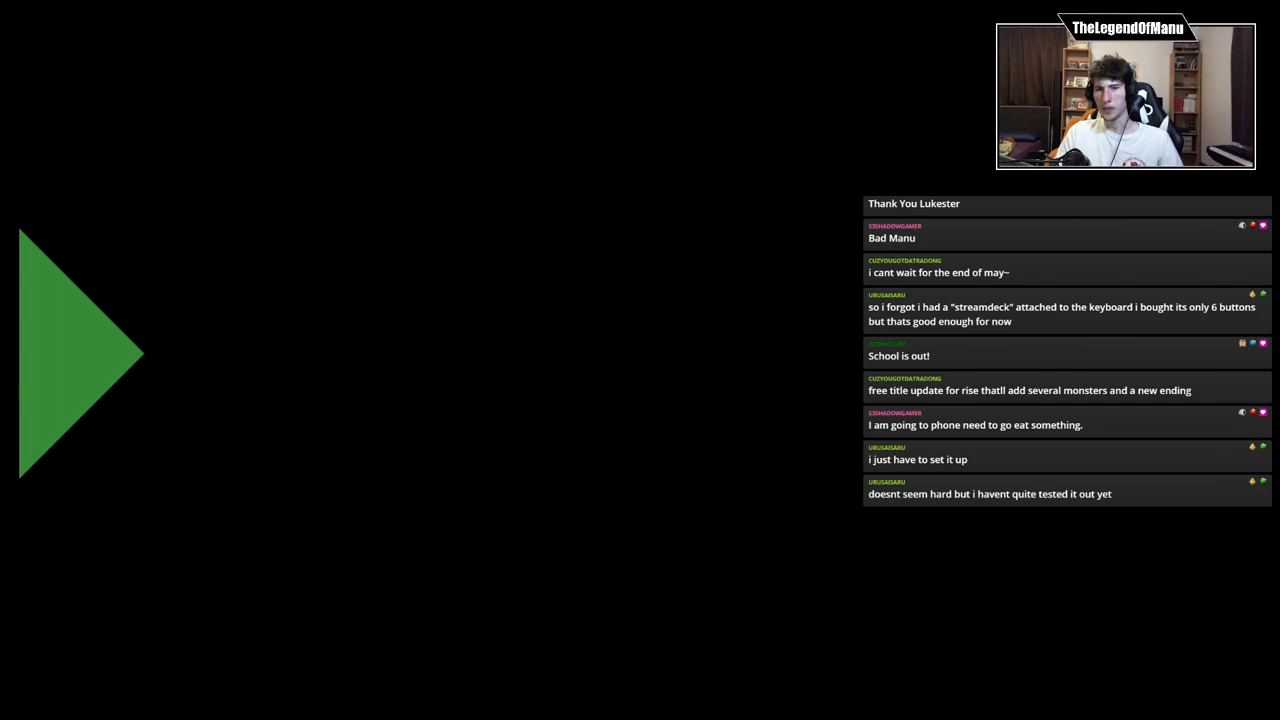 TheLegendOfManu
Thank You Lukester
S3SHADOWGAMER
Bad Manu
CUZYOUGOTDATRADONG
i cant wait for the end of may~
URUSAISARU
so i forgot i had a "streamdeck" attached to the keyboard i bought its only 6 buttons
but thats good enough for now
School is out!
CUZYOUGOTDATRADONG
free title update for rise thatll add several monsters and a new ending
S3SHADOWGAMER
I am going to phone need to go eat something.
URUSAISARU
i just have to set it up
URUSAISARU
doesnt seem hard but i havent quite tested it out yet